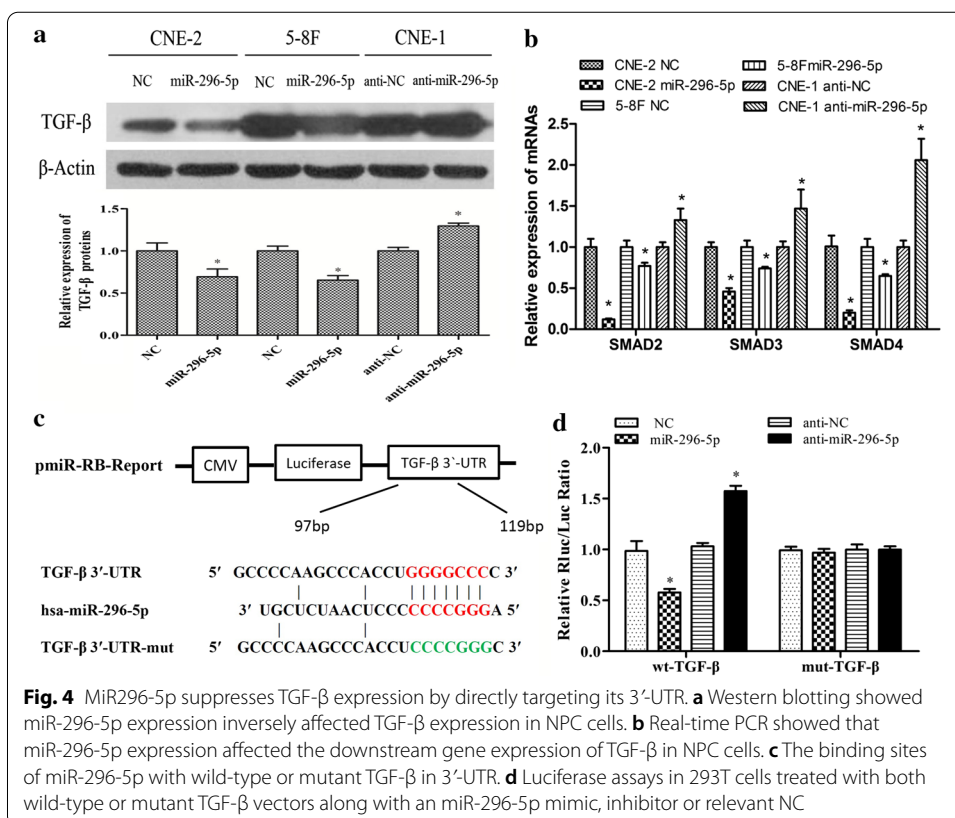 a
CNE-2 5-8F CNE-1
NC miR-296-5p NC miR-296-5p anti-NC anti-miR-296-5p
TGF-β
β-Actin
Relative expression of
TGF-β proteins
1.5
1.0
0.5
0.0
* * *
NC miR-296-5p NC miR-296-5p anti-NC anti-miR-296-5p
b
CNE-2 NC 5-8FmiR-296-5p
CNE-2 miR-296-5p CNE-1 anti-NC
5-8F NC CNE-1 anti-miR-296-5p
Relative expression of mRNAs
2.5
2.0
1.5
1.0
0.5
0.0
* * * * * * * * *
SMAD2 SMAD3 SMAD4
c
pmiR-RB-Report CMV Luciferase TGF-β 3`-UTR
97bp 119bp
TGF-β 3′-UTR 5′ GCCCCAAGCCCACCUGGGGCCCC 3′
hsa-miR-296-5p 3′ UGCUCUAACUCCCCCCCGGGA 5′
TGF-β 3′-UTR-mut 5′ GCCCCAAGCCCACCUCCCCGGGC 3′
d
NC anti-NC
miR-296-5p anti-miR-296-5p
Relative Rluc/Luc Ratio
2.0
1.5
1.0
0.5
0.0
* *
wt-TGF-β mut-TGF-β
Fig. 4 MiR296-5p suppresses TGF-β expression by directly targeting its 3′-UTR. a Western blotting showed
miR-296-5p expression inversely affected TGF-β expression in NPC cells. b Real-time PCR showed that
miR-296-5p expression affected the downstream gene expression of TGF-β in NPC cells. c The binding sites
of miR-296-5p with wild-type or mutant TGF-β in 3′-UTR. d Luciferase assays in 293T cells treated with both
wild-type or mutant TGF-β vectors along with an miR-296-5p mimic, inhibitor or relevant NC